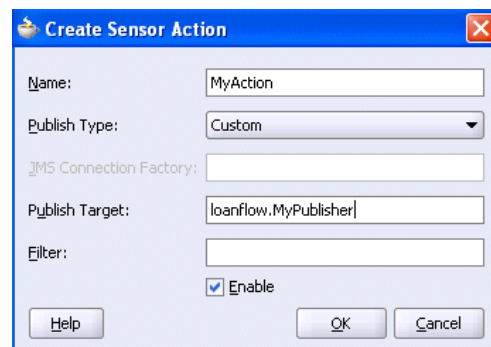 Create Sensor Action
Name: MyAction
Publish Type: Custom
JMS Connection Factory:
Publish Target: loanflow.MyPublisher
Filter:
Enable
Help OK Cancel